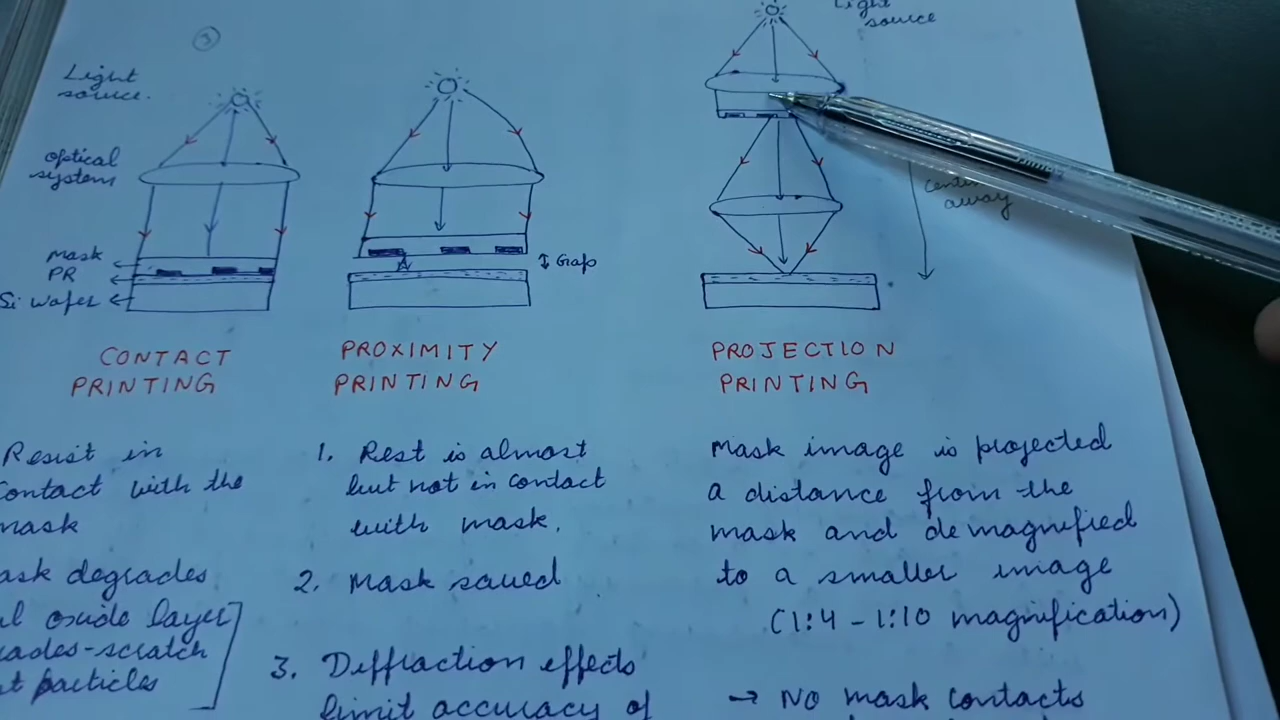 3
Light
source.
Optical
system
Mask
PR
Si Wafer
CONTACT
PRINTING
Resist in
contact with the
mask
degrades
oxide layer
scratch
particles
Gap
PROXIMITY
PRINTING
1. Rest is almost
but not in contact
with mask.
2. Mask saved
3. Diffraction effects
limit accuracy of
Light
source
away
PROJECTION
PRINTING
Mask image is projected
a distance from the
mask and demagnified
to a smaller image
(1:4 - 1:10 magnification)
→ No mask contacts